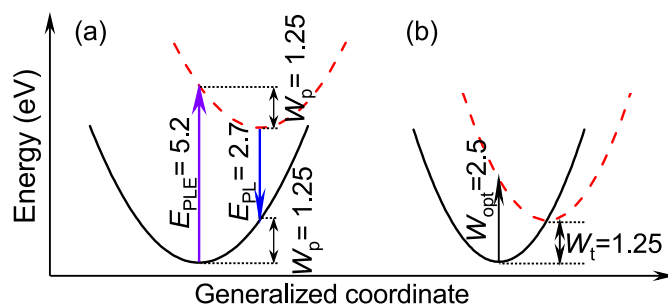 (a)
(b)
Energy (eV)
E_PLE = 5.2
E_PL = 2.7
W_p = 1.25
W_p = 1.25
W_opt=2.5
W_t=1.25
Generalized coordinate